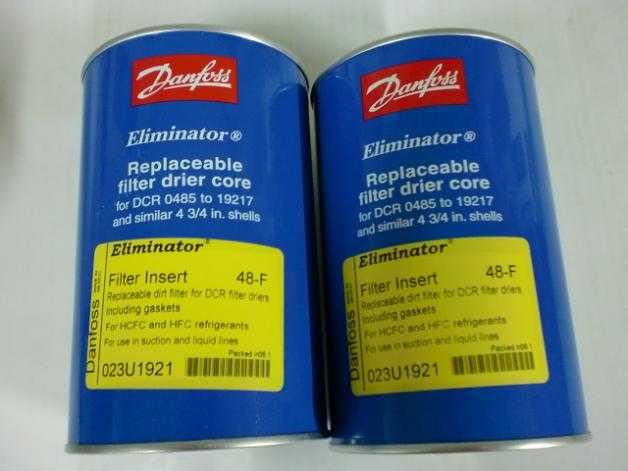 Danfoss
Eliminator®
Replaceable
filter drier core
for DCR 0485 to 19217
and similar 4 3/4 in. shells
Eliminator®
Filter Insert 48-F
Replaceable dirt filter for DCR filter driers
Including gaskets
For HCFC and HFC refrigerants
For use in suction and liquid lines
Danfoss
023U1921
Danfoss
Eliminator®
Replaceable
filter drier core
for DCR 0485 to 19217
and similar 4 3/4 in. shells
Eliminator®
Filter Insert 48-F
Replaceable dirt filter for DCR filter driers
Including gaskets
For HCFC and HFC refrigerants
For use in suction and liquid lines
Danfoss
023U1921